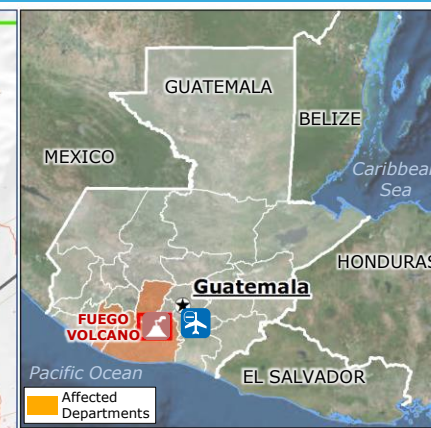 GUATEMALA
BELIZE
MEXICO
Caribbean
Sea
HONDURAS
Guatemala
FUEGO
VOLCANO
Pacific Ocean
EL SALVADOR
Affected
Departments